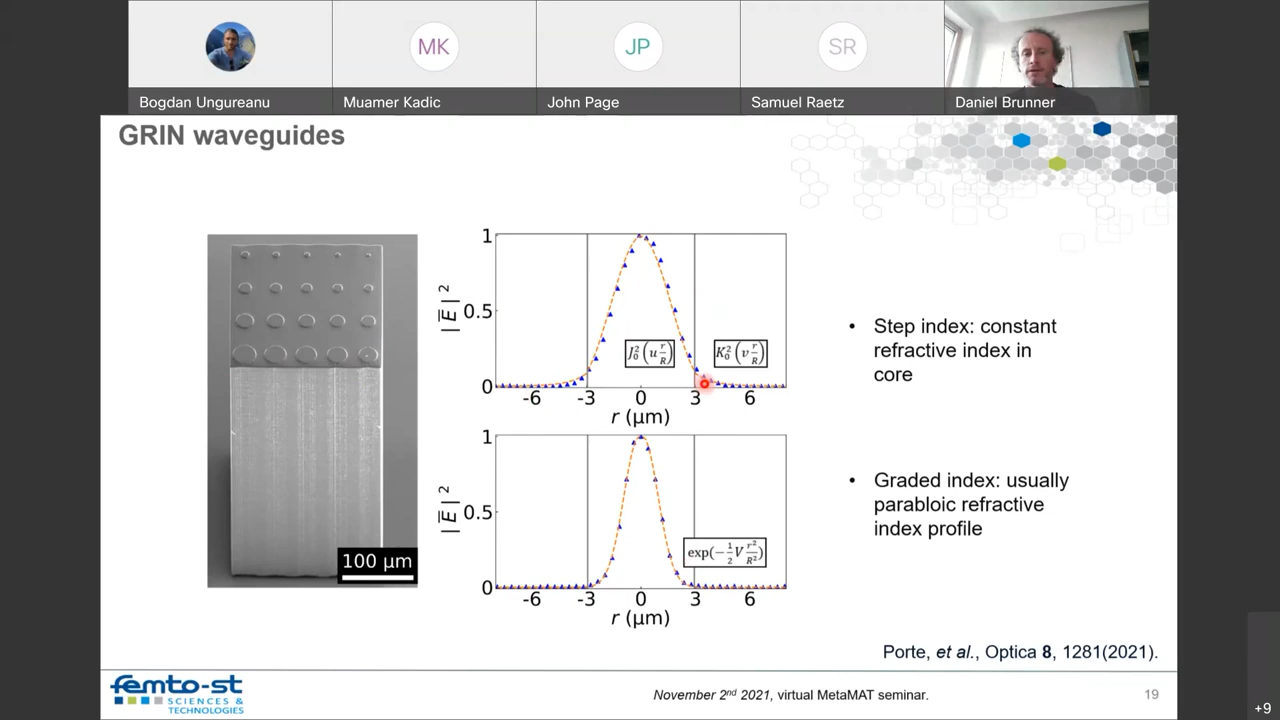 Bogdan Ungureanu
MK
Muamer Kadic
JP
John Page
SR
Samuel Raetz
Daniel Brunner
GRIN waveguides
100 μm
1
0.5
0
|E̅|²
J₀²(u r/R)
K₀²(v r/R)
-6
-3
0
3
6
r (μm)
1
0.5
0
|E̅|²
exp(−½V r²/R²)
-6
-3
0
3
6
r (μm)
• Step index: constant
refractive index in
core
• Graded index: usually
parabloic refractive
index profile
Porte, et al., Optica 8, 1281(2021).
femto-st
SCIENCES &
TECHNOLOGIES
November 2nd 2021, virtual MetaMAT seminar.
19
+9